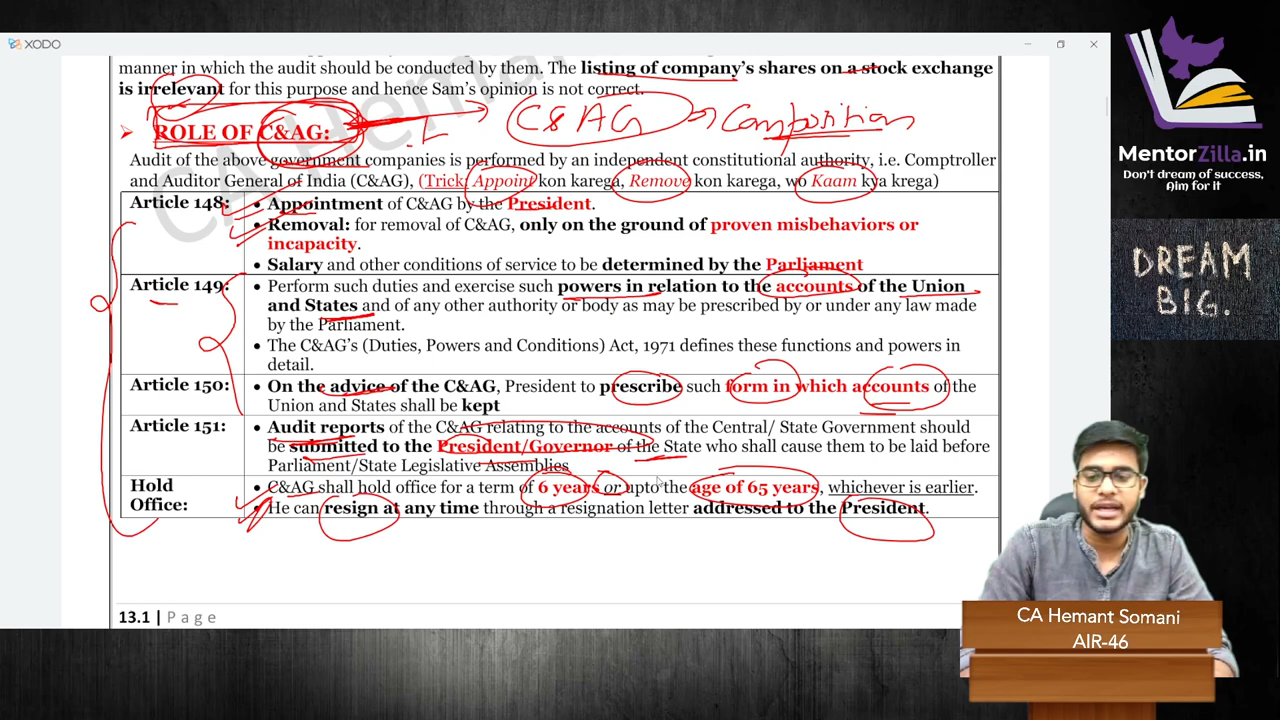 XODO
manner in which the audit should be conducted by them. The listing of company's shares on a stock exchange
is irrelevant for this purpose and hence Sam's opinion is not correct.
C&AG → Composition
➤ ROLE OF C&AG:
Audit of the above government companies is performed by an independent constitutional authority, i.e. Comptroller
and Auditor General of India (C&AG), (Trick: Appoint kon karega, Remove kon karega, wo Kaam kya krega)
Article 148: • Appointment of C&AG by the President.
• Removal: for removal of C&AG, only on the ground of proven misbehaviors or
incapacity.
• Salary and other conditions of service to be determined by the Parliament
Article 149: • Perform such duties and exercise such powers in relation to the accounts of the Union
and States and of any other authority or body as may be prescribed by or under any law made
by the Parliament.
• The C&AG's (Duties, Powers and Conditions) Act, 1971 defines these functions and powers in
detail.
Article 150: • On the advice of the C&AG, President to prescribe such form in which accounts of the
Union and States shall be kept
Article 151: • Audit reports of the C&AG relating to the accounts of the Central/ State Government should
be submitted to the President/Governor of the State who shall cause them to be laid before
Parliament/State Legislative Assemblies
Hold • C&AG shall hold office for a term of 6 years or upto the age of 65 years, whichever is earlier.
Office: • He can resign at any time through a resignation letter addressed to the President.
13.1 | Page
CA Hema
MentorZilla.in
Don't dream of success,
Aim for it
DREAM
BIG.
CA Hemant Somani
AIR-46